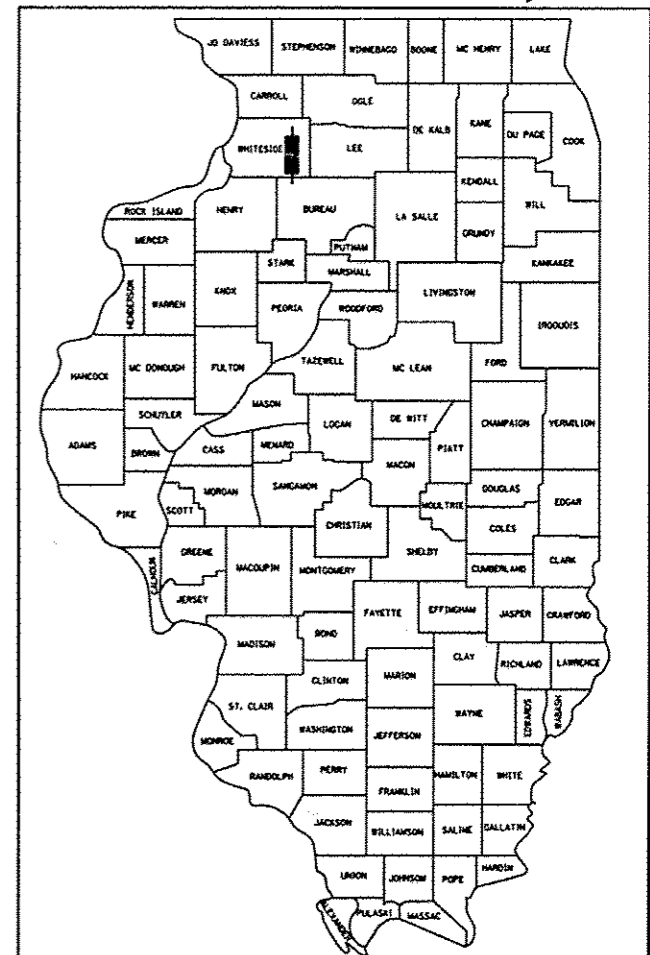 JO DAVIESS STEPHENSON WINNEBAGO BOONE MC HENRY LAKE
CARROLL OGLE
WHITESIDE LEE DE KALB KANE DU PAGE COOK
KENDALL WILL
ROCK ISLAND HENRY BUREAU LA SALLE GRUNDY
MERCER PUTNAM KANKAKEE
STARK MARSHALL
HENDERSON WARREN KNOX PEORIA WOODFORD LIVINGSTON IROQUOIS
HANCOCK MC DONOUGH FULTON TAZEWELL MC LEAN FORD
SCHUYLER MASON LOGAN DE WITT CHAMPAIGN VERMILION
ADAMS BROWN CASS MENARD MACON PIATT
PIKE SCOTT MORGAN SANGAMON CHRISTIAN MOULTRIE DOUGLAS EDGAR
COLES
CALHOUN GREENE MACOUPIN MONTGOMERY SHELBY CUMBERLAND CLARK
JERSEY
MADISON BOND FAYETTE EFFINGHAM JASPER CRAWFORD
CLINTON MARION CLAY RICHLAND LAWRENCE
ST. CLAIR WASHINGTON JEFFERSON WAYNE EDWARDS WABASH
MONROE
RANDOLPH PERRY FRANKLIN HAMILTON WHITE
JACKSON WILLIAMSON SALINE GALLATIN
UNION JOHNSON POPE HARDIN
ALEXANDER PULASKI MASSAC